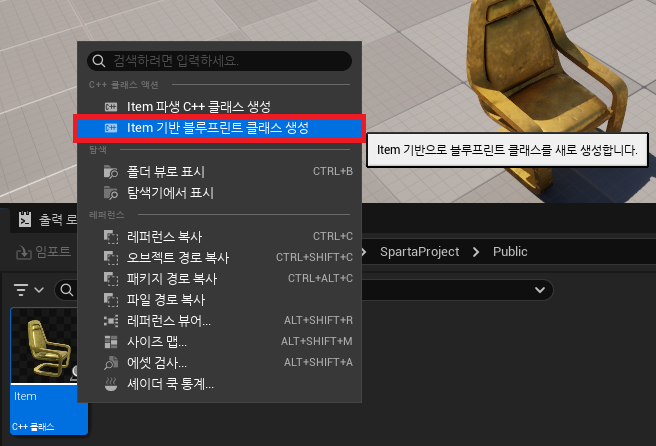 검색하려면 입력하세요.
C++ 클래스 액션
Item 파생 C++ 클래스 생성
Item 기반 블루프린트 클래스 생성
Item 기반으로 블루프린트 클래스를 새로 생성합니다.
탐색
폴더 뷰로 표시 CTRL+B
탐색기에서 표시
레퍼런스
레퍼런스 복사 CTRL+C
오브젝트 경로 복사 CTRL+SHIFT+C
패키지 경로 복사 CTRL+ALT+C
파일 경로 복사
레퍼런스 뷰어... ALT+SHIFT+R
사이즈 맵... ALT+SHIFT+M
에셋 검사... ALT+SHIFT+A
셰이더 쿡 통계...
출력 로
임포트
SpartaProject > Public
Item
C++ 클래스